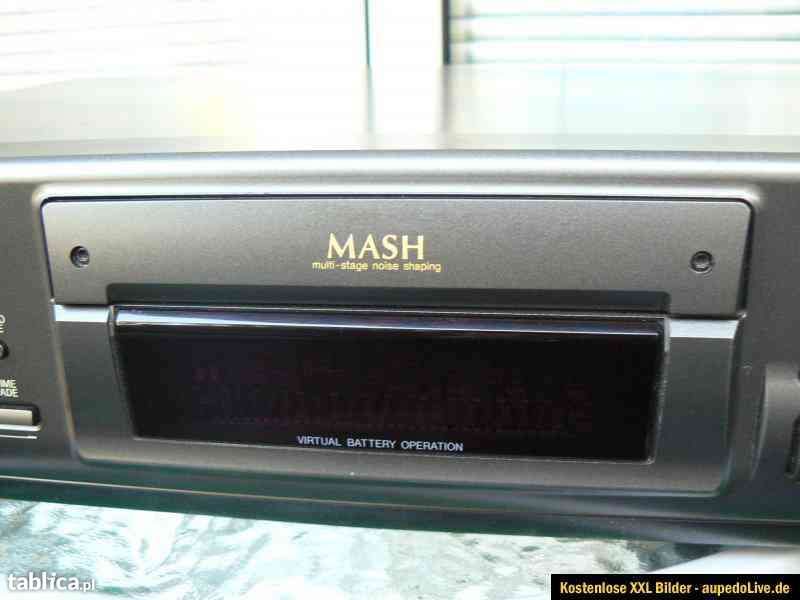 MASH
multi-stage noise shaping
VIRTUAL BATTERY OPERATION
tablica.pl
Kostenlose XXL Bilder - aupedoLive.de